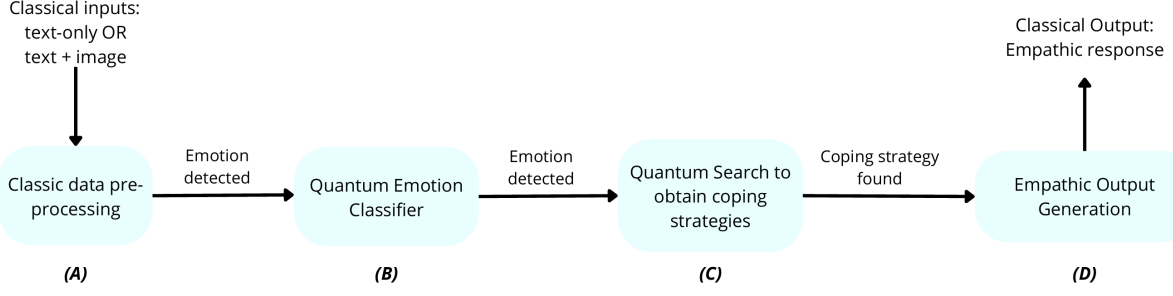 Classical inputs:
text-only OR
text + image
Classic data pre-
processing
(A)
Emotion
detected
Quantum Emotion
Classifier
(B)
Emotion
detected
Quantum Search to
obtain coping
strategies
(C)
Coping strategy
found
Empathic Output
Generation
(D)
Classical Output:
Empathic response